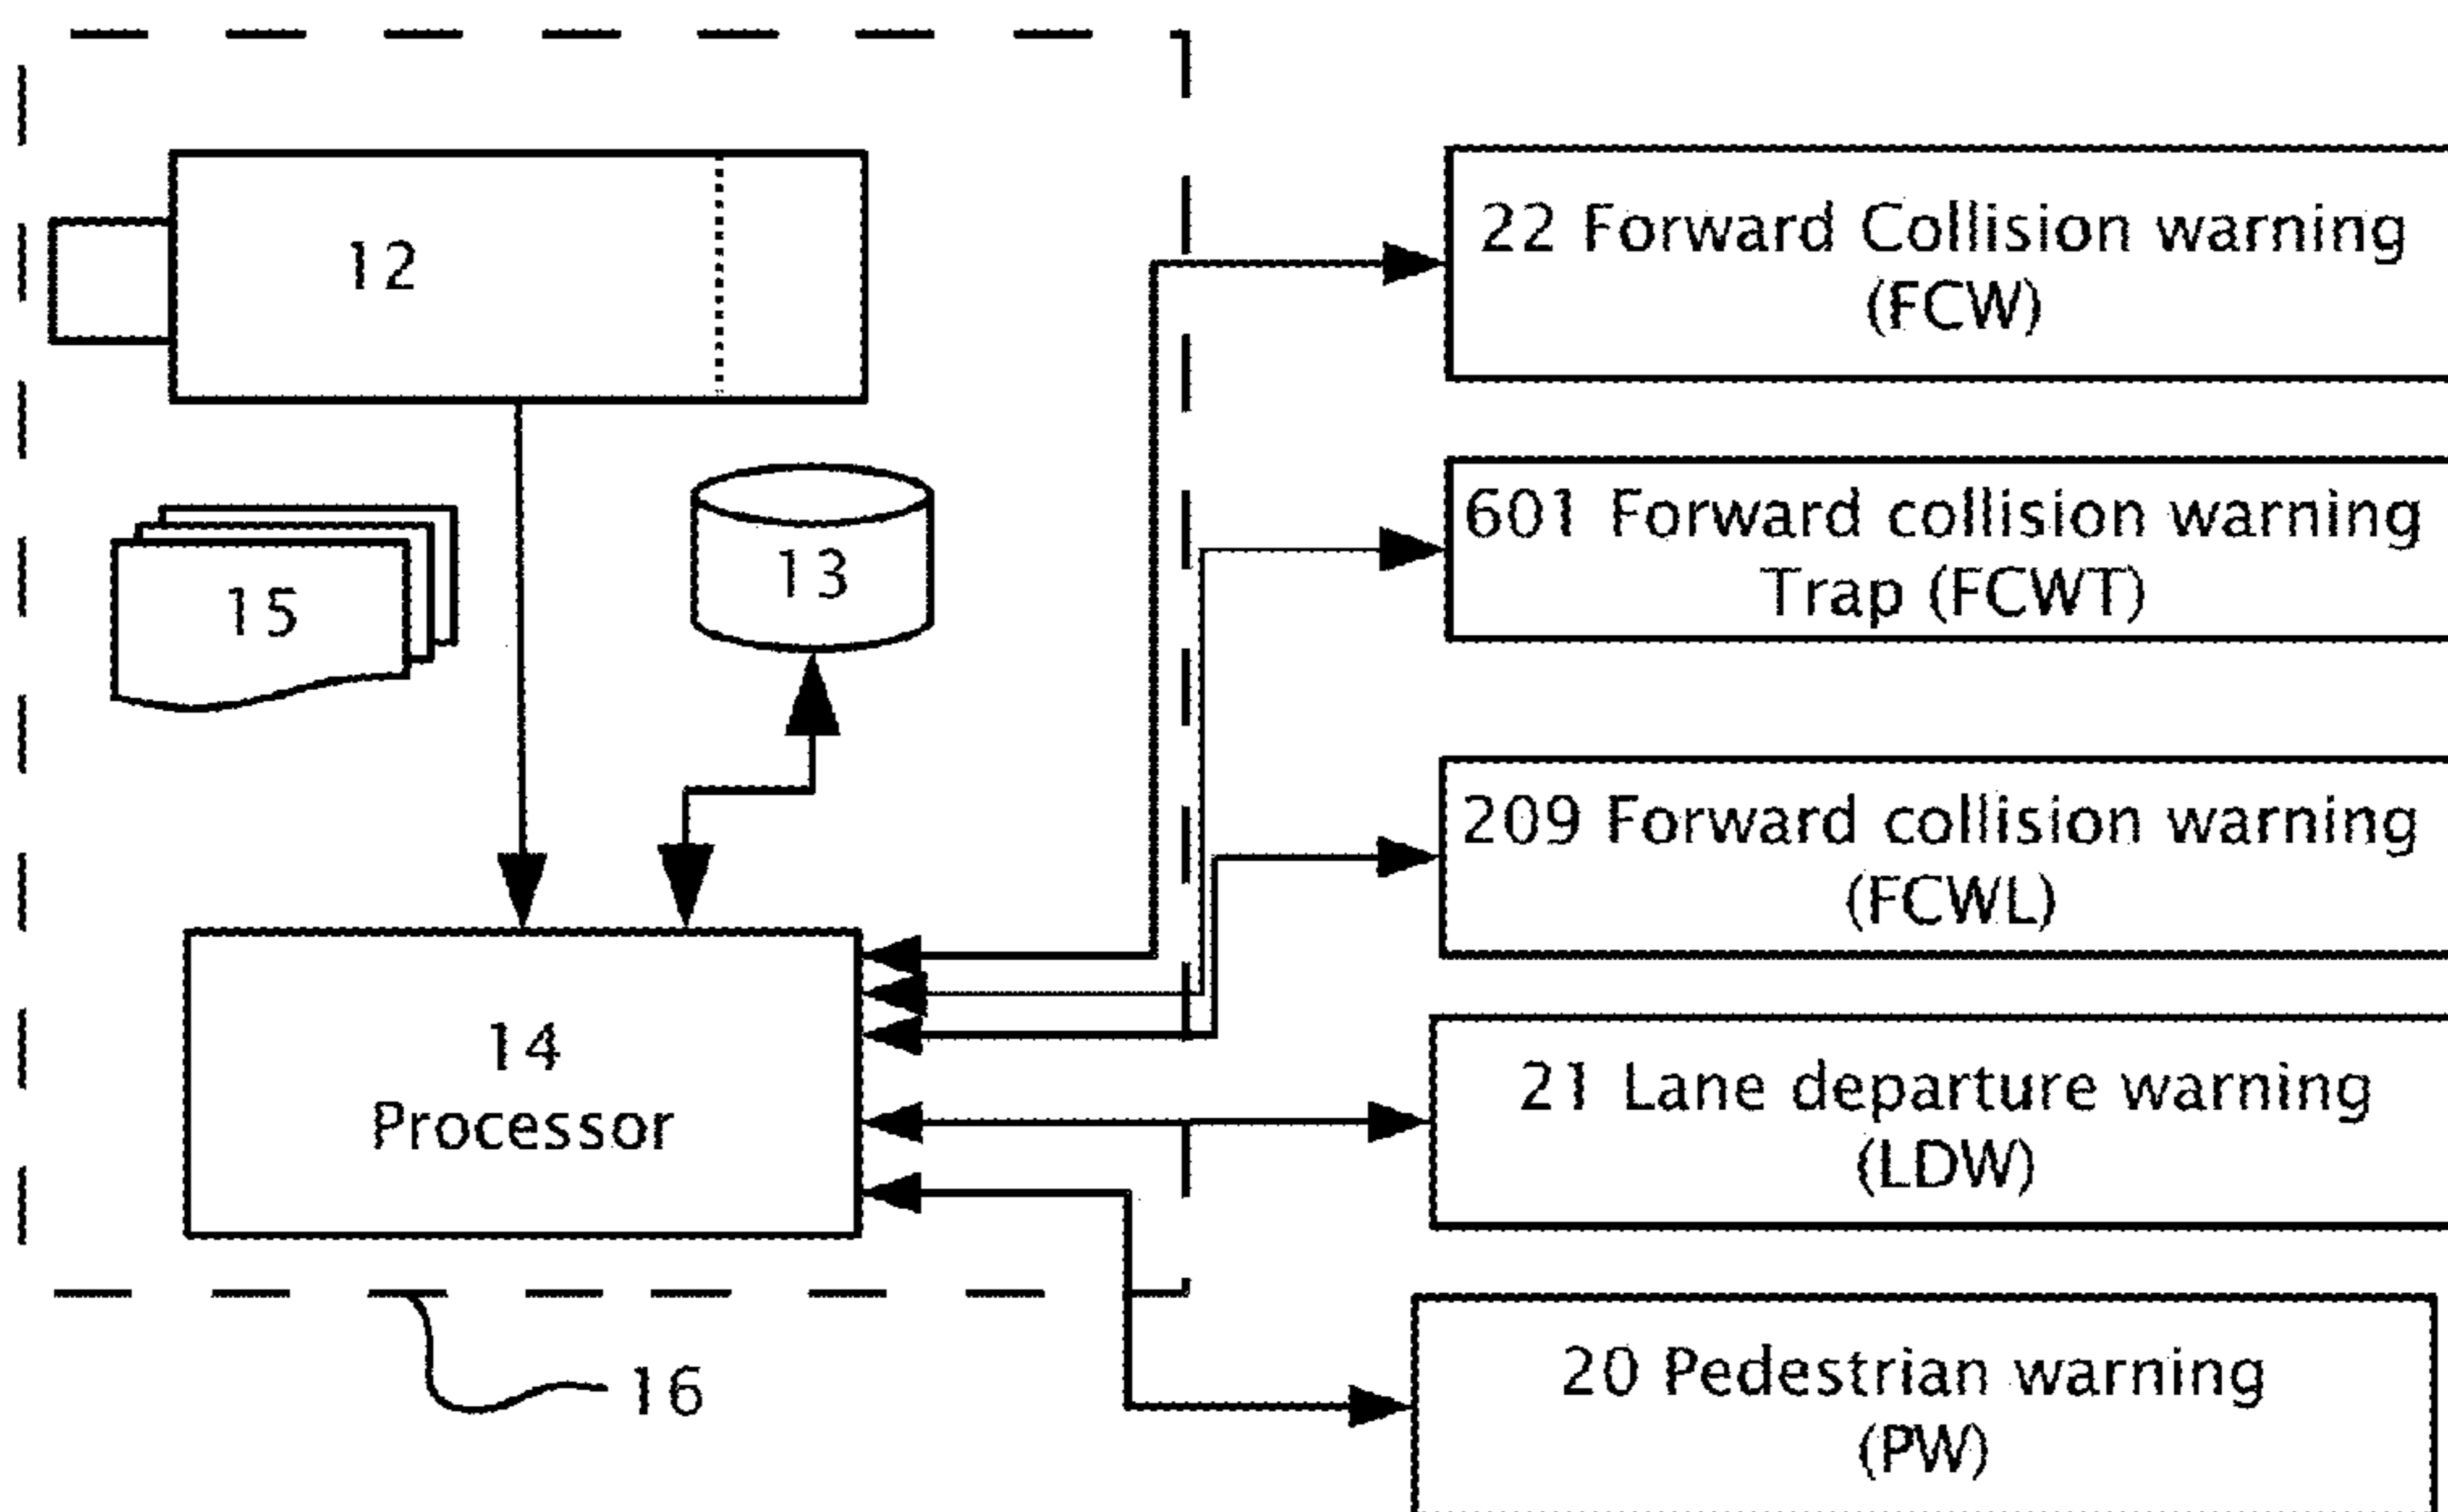 12
22 Forward Collision warning
(FCW)
601 Forward collision warning
Trap (FCWT)
15
13
209 Forward collision warning
(FCWL)
14
Processor
21 Lane departure warning
(LDW)
16
20 Pedestrian warning
(PW)